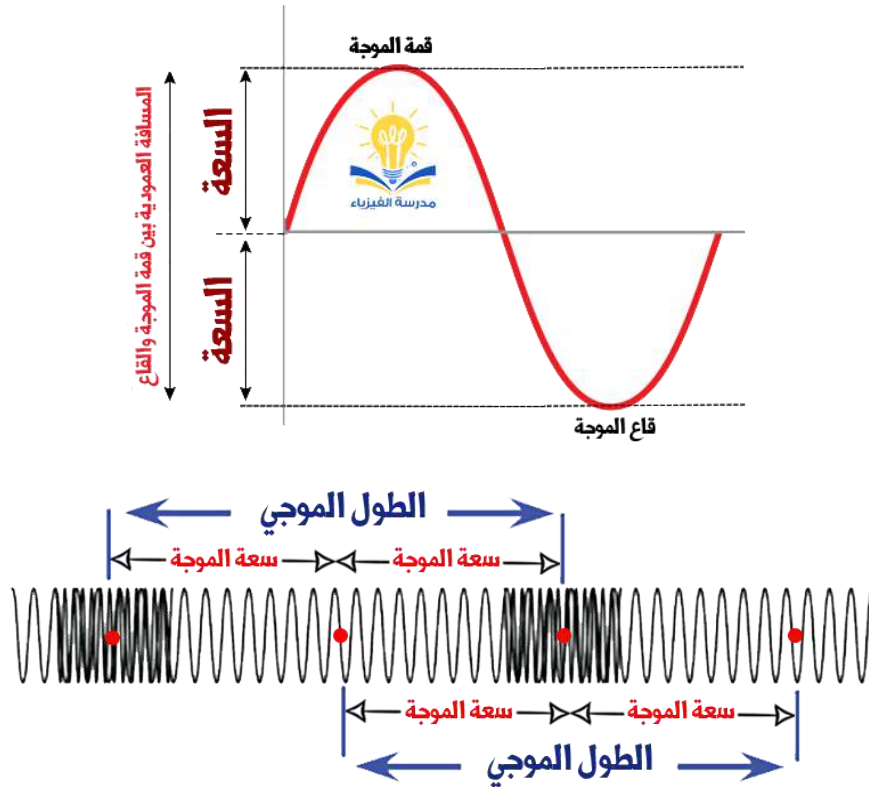 قمة الموجة
المسافة العمودية بين قمة الموجة والقاع
السعة
مدرسة الفيزياء
السعة
قاع الموجة
الطول الموجي
سعة الموجة
سعة الموجة
سعة الموجة
سعة الموجة
الطول الموجي